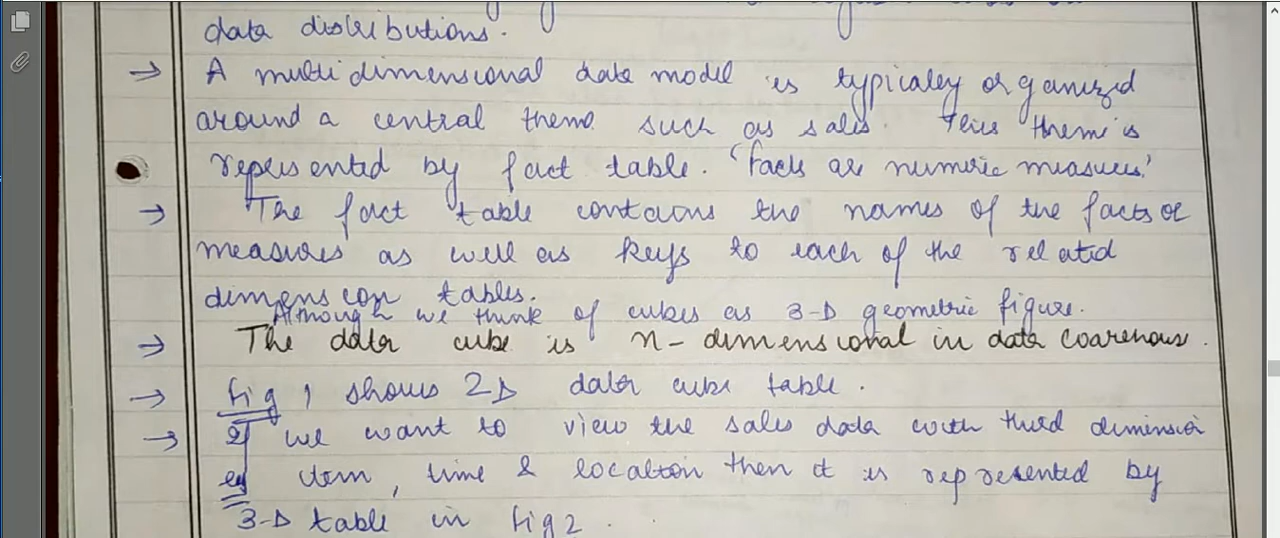 data distributions.
→ A multidimensional data model is typically organized
around a central theme such as sales. This theme is
represented by fact table. 'Facts are numeric measures'
→ The fact table contains the names of the facts or
measures as well as keys to each of the related
dimension tables.
Although we think of cubes as 3-D geometric figure.
→ The data cube is n-dimensional in data warehouse.
→ Fig 1 shows 2D data cube table.
→ If we want to view the sales data with third dimension
eg item, time & location then it is represented by
3-D table in Fig 2.